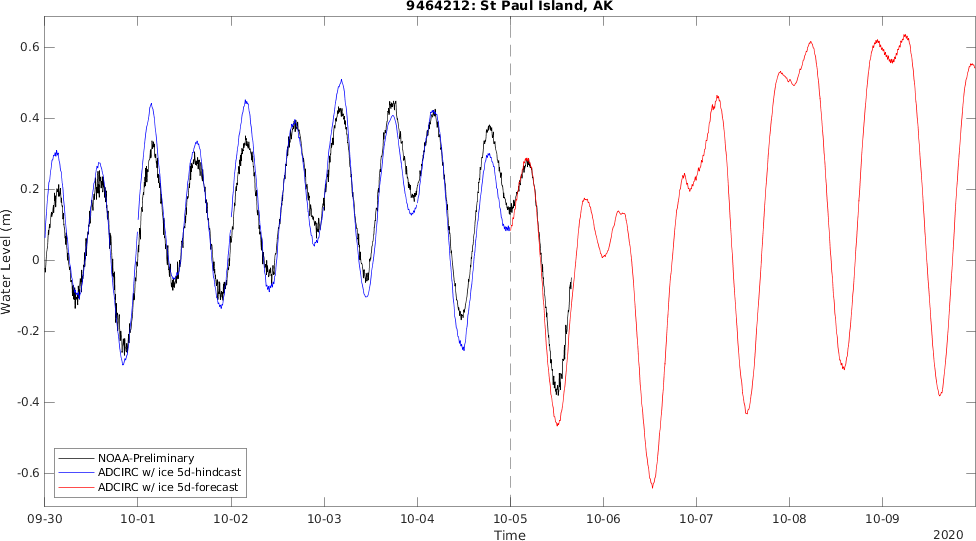 9464212: St Paul Island, AK
0.6
0.4
0.2
0
-0.2
-0.4
-0.6
Water Level (m)
NOAA-Preliminary
ADCIRC w/ ice 5d-hindcast
ADCIRC w/ ice 5d-forecast
09-30 10-01 10-02 10-03 10-04 10-05 10-06 10-07 10-08 10-09
Time
2020